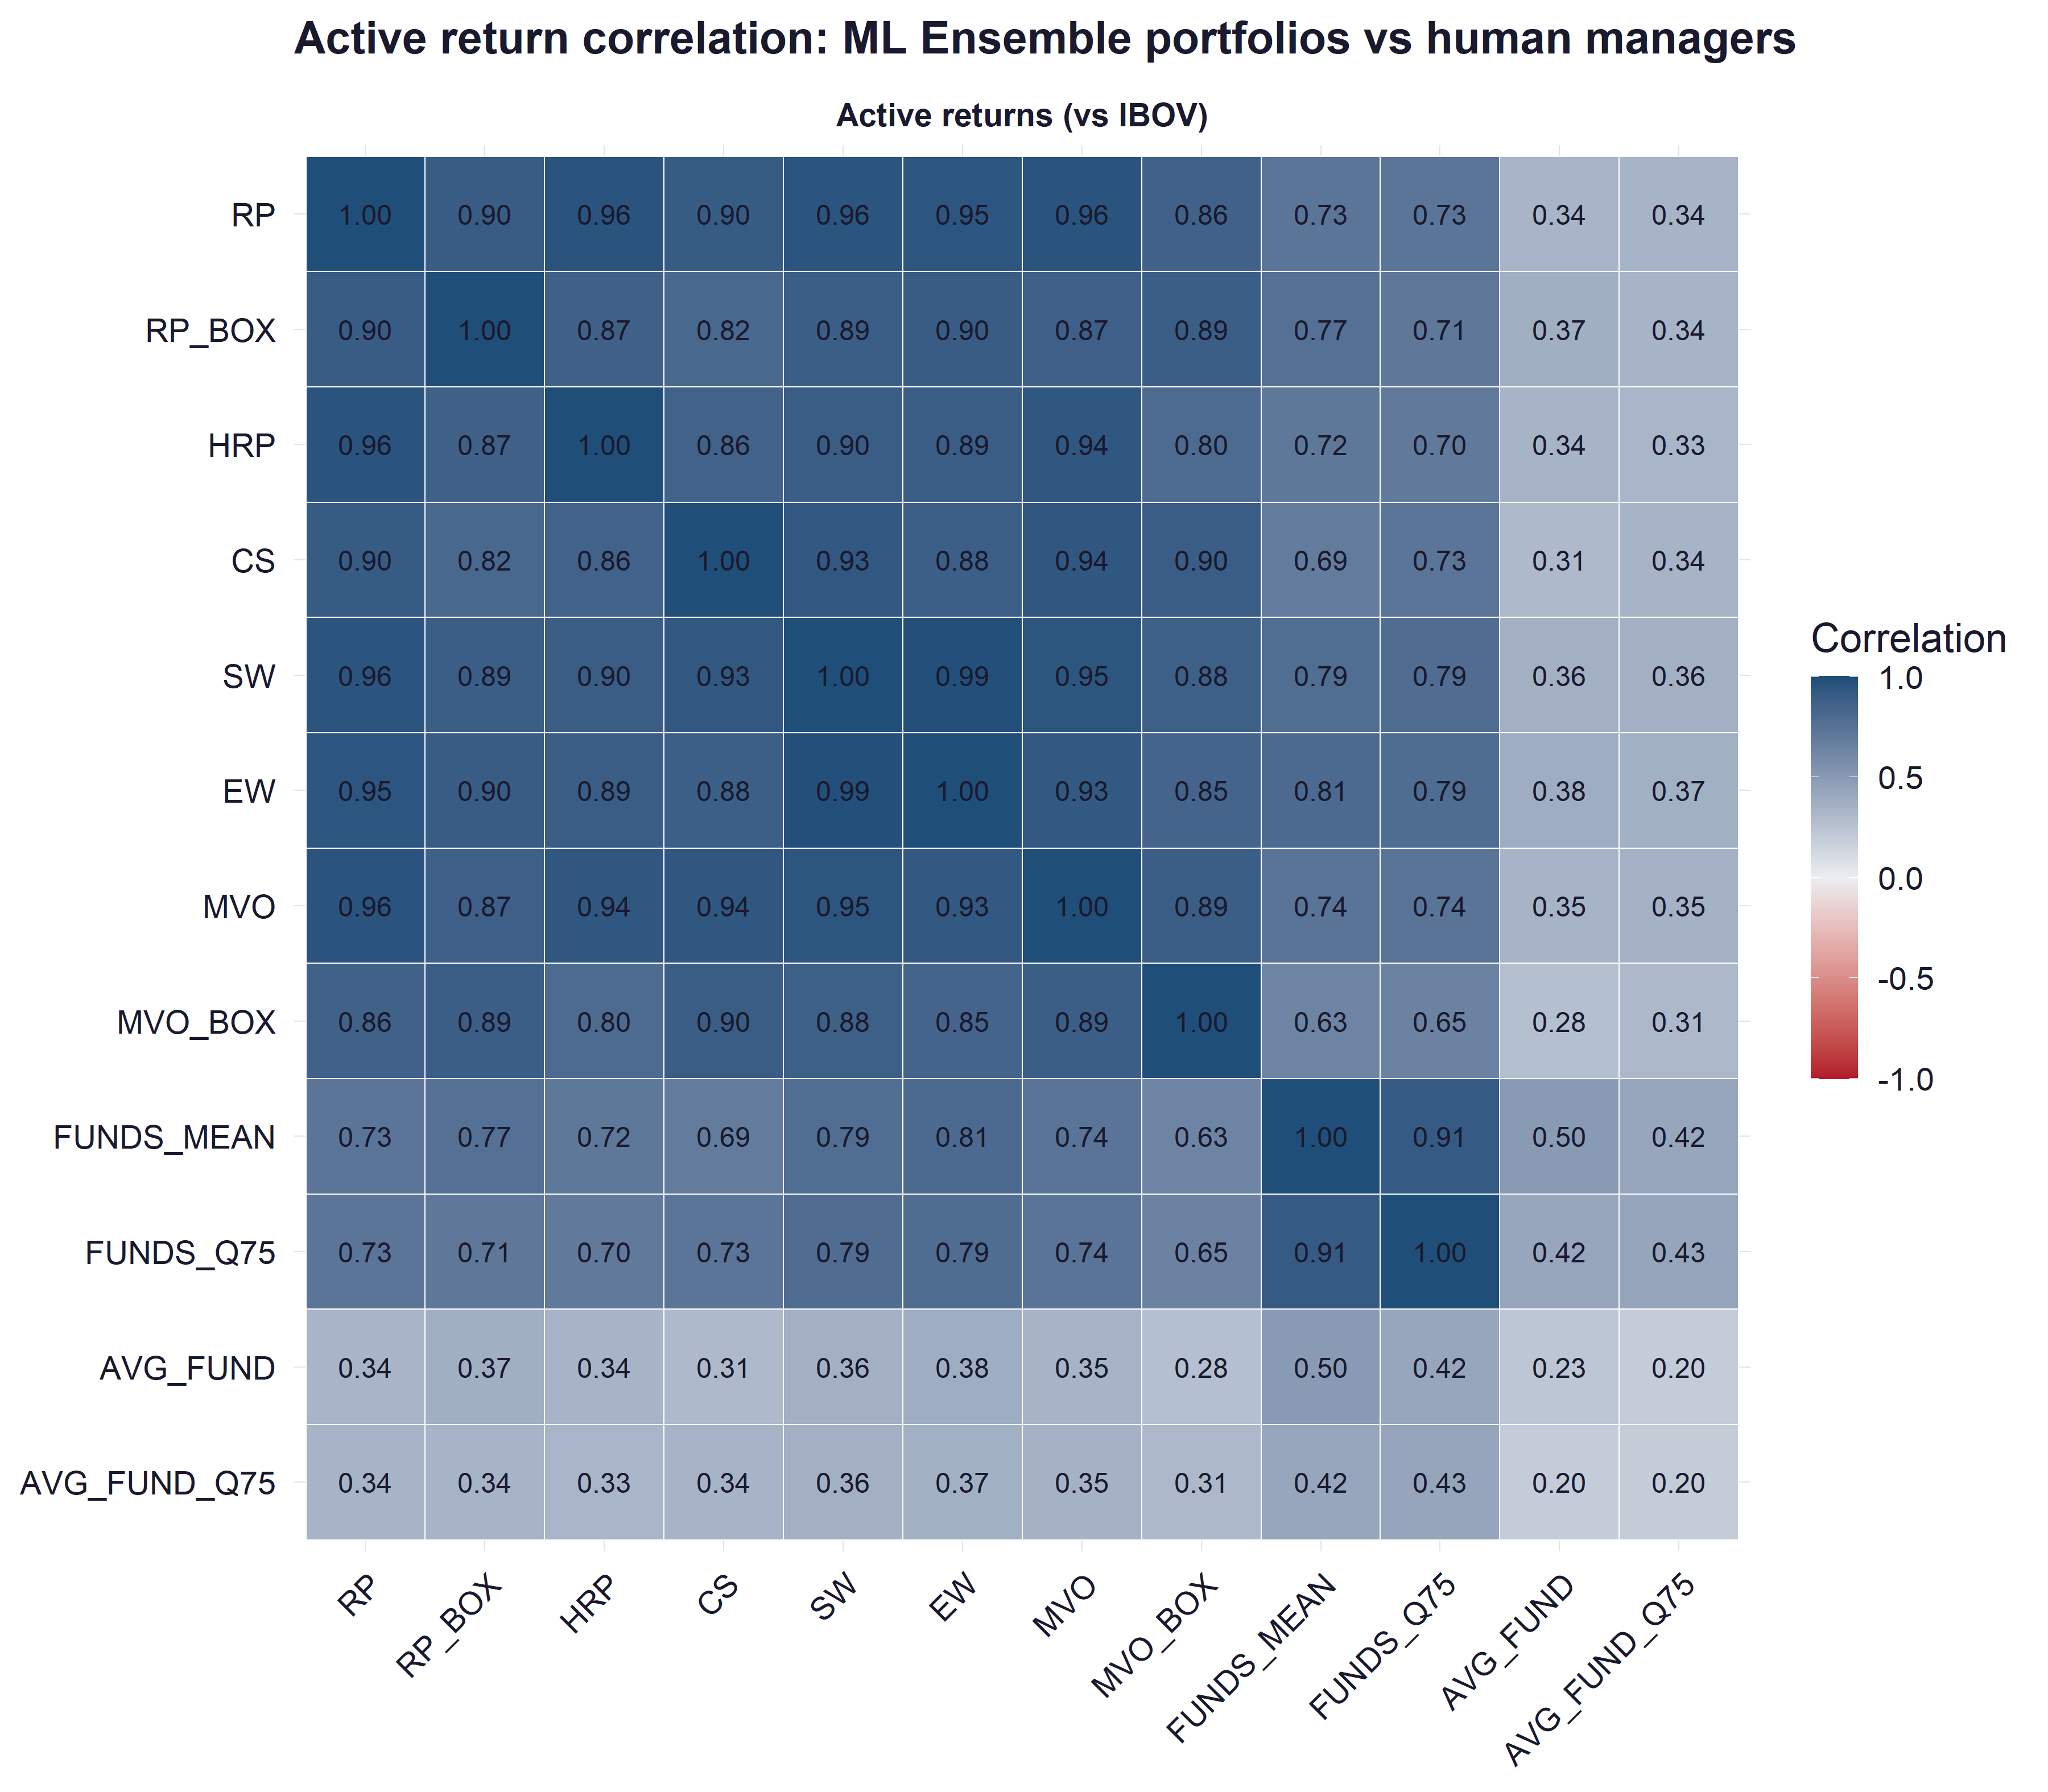 Active return correlation: ML Ensemble portfolios vs human managers
Active returns (vs IBOV)
RP 1.00 0.90 0.96 0.90 0.96 0.95 0.96 0.86 0.73 0.73 0.34 0.34
RP_BOX 0.90 1.00 0.87 0.82 0.89 0.90 0.87 0.89 0.77 0.71 0.37 0.34
HRP 0.96 0.87 1.00 0.86 0.90 0.89 0.94 0.80 0.72 0.70 0.34 0.33
CS 0.90 0.82 0.86 1.00 0.93 0.88 0.94 0.90 0.69 0.73 0.31 0.34
SW 0.96 0.89 0.90 0.93 1.00 0.99 0.95 0.88 0.79 0.79 0.36 0.36
EW 0.95 0.90 0.89 0.88 0.99 1.00 0.93 0.85 0.81 0.79 0.38 0.37
MVO 0.96 0.87 0.94 0.94 0.95 0.93 1.00 0.89 0.74 0.74 0.35 0.35
MVO_BOX 0.86 0.89 0.80 0.90 0.88 0.85 0.89 1.00 0.63 0.65 0.28 0.31
FUNDS_MEAN 0.73 0.77 0.72 0.69 0.79 0.81 0.74 0.63 1.00 0.91 0.50 0.42
FUNDS_Q75 0.73 0.71 0.70 0.73 0.79 0.79 0.74 0.65 0.91 1.00 0.42 0.43
AVG_FUND 0.34 0.37 0.34 0.31 0.36 0.38 0.35 0.28 0.50 0.42 0.23 0.20
AVG_FUND_Q75 0.34 0.34 0.33 0.34 0.36 0.37 0.35 0.31 0.42 0.43 0.20 0.20
RP RP_BOX HRP CS SW EW MVO MVO_BOX FUNDS_MEAN FUNDS_Q75 AVG_FUND AVG_FUND_Q75
Correlation
1.0
0.5
0.0
-0.5
-1.0